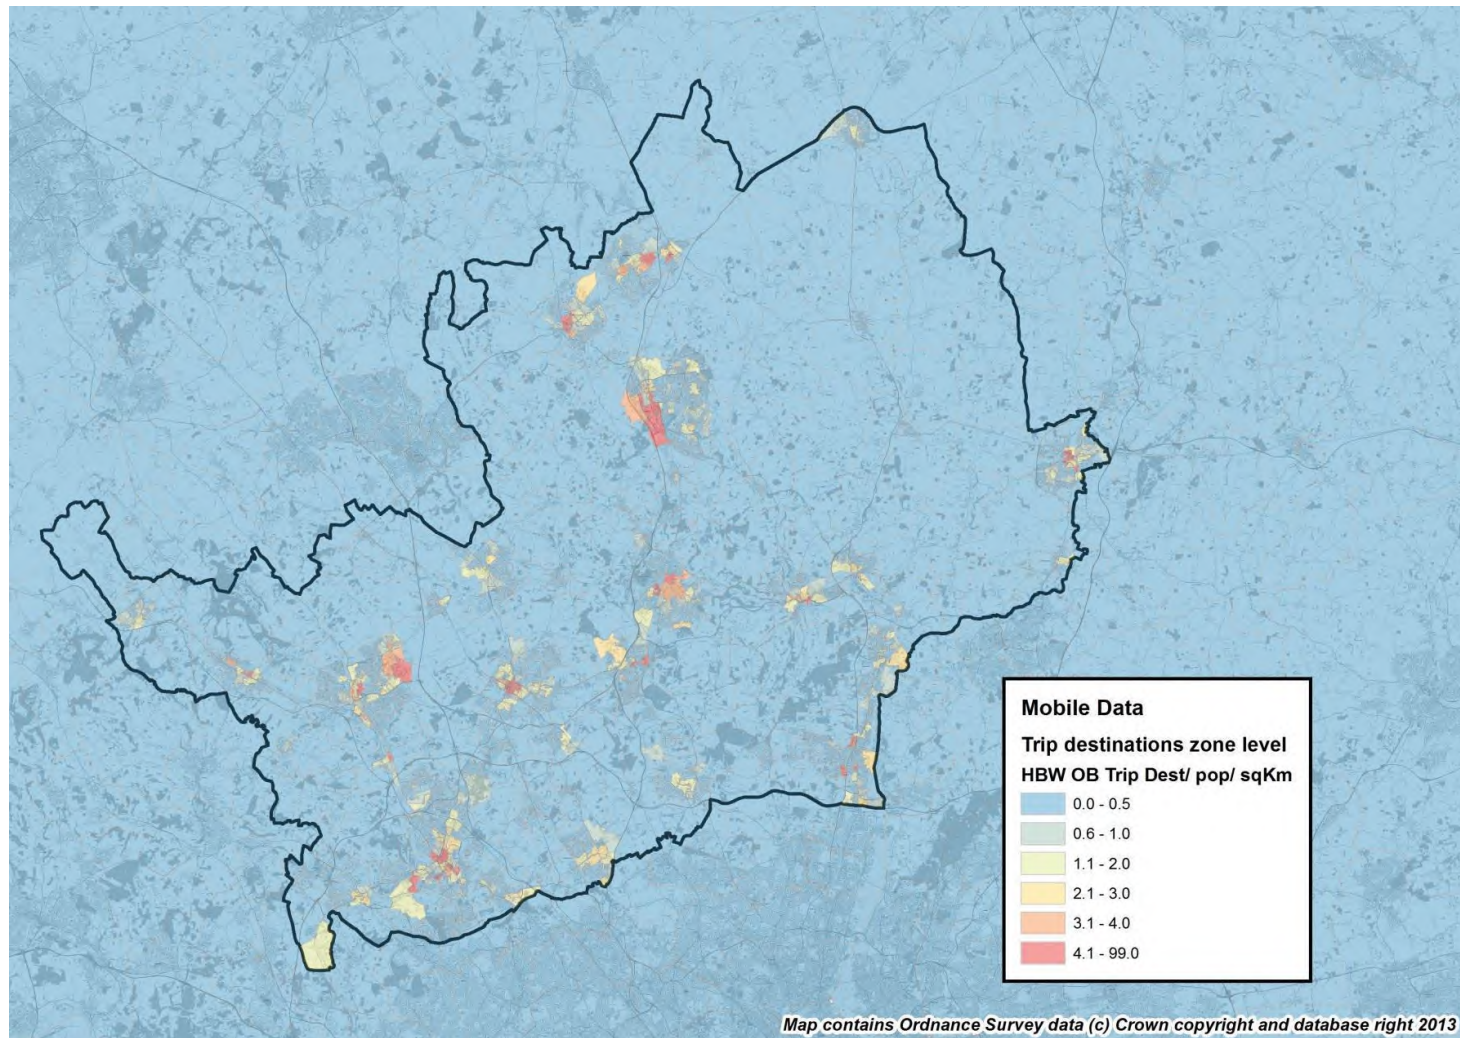 Mobile Data
Trip destinations zone level
HBW OB Trip Dest/ pop/ sqKm
0.0 - 0.5
0.6 - 1.0
1.1 - 2.0
2.1 - 3.0
3.1 - 4.0
4.1 - 99.0
Map contains Ordnance Survey data (c) Crown copyright and database right 2013